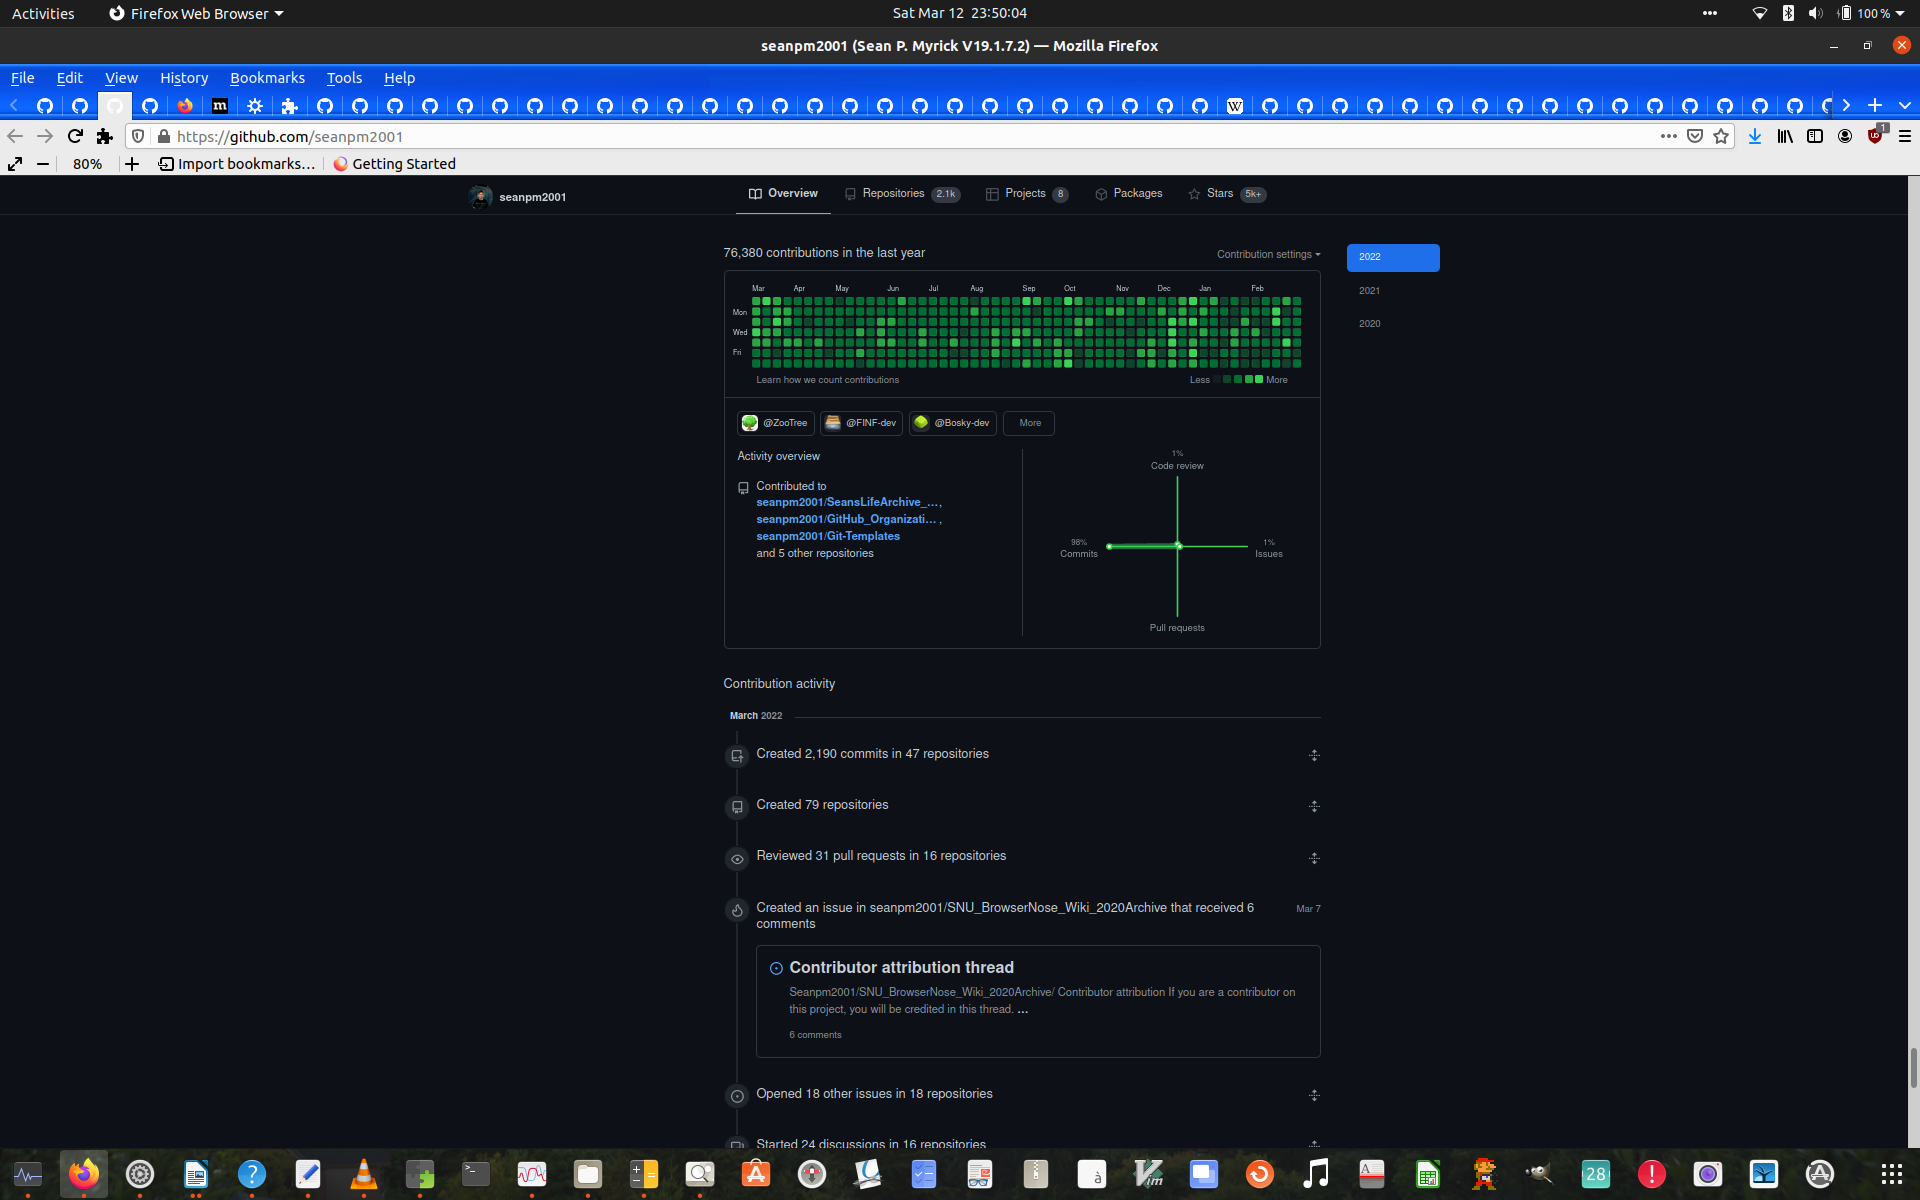 Activities
Firefox Web Browser
Sat Mar 12 23:50:04
100 %
seanpm2001 (Sean P. Myrick V19.1.7.2) — Mozilla Firefox
File Edit View History Bookmarks Tools Help
https://github.com/seanpm2001
1
80%
Import bookmarks...
Getting Started
seanpm2001
Overview
Repositories 2.1k
Projects 8
Packages
Stars 5k+
76,380 contributions in the last year
Contribution settings
2022
2021
2020
Mar Apr May Jun Jul Aug Sep Oct Nov Dec Jan Feb
Mon
Wed
Fri
Learn how we count contributions
Less More
@ZooTree
@FINF-dev
@Bosky-dev
More
Activity overview
Contributed to
seanpm2001/SeansLifeArchive_... ,
seanpm2001/GitHub_Organizati... ,
seanpm2001/Git-Templates
and 5 other repositories
1%
Code review
98%
Commits
1%
Issues
Pull requests
Contribution activity
March 2022
Created 2,190 commits in 47 repositories
Created 79 repositories
Reviewed 31 pull requests in 16 repositories
Created an issue in seanpm2001/SNU_BrowserNose_Wiki_2020Archive that received 6
comments
Mar 7
Contributor attribution thread
Seanpm2001/SNU_BrowserNose_Wiki_2020Archive/ Contributor attribution If you are a contributor on
this project, you will be credited in this thread. ...
6 comments
Opened 18 other issues in 18 repositories
Started 24 discussions in 16 repositories
28